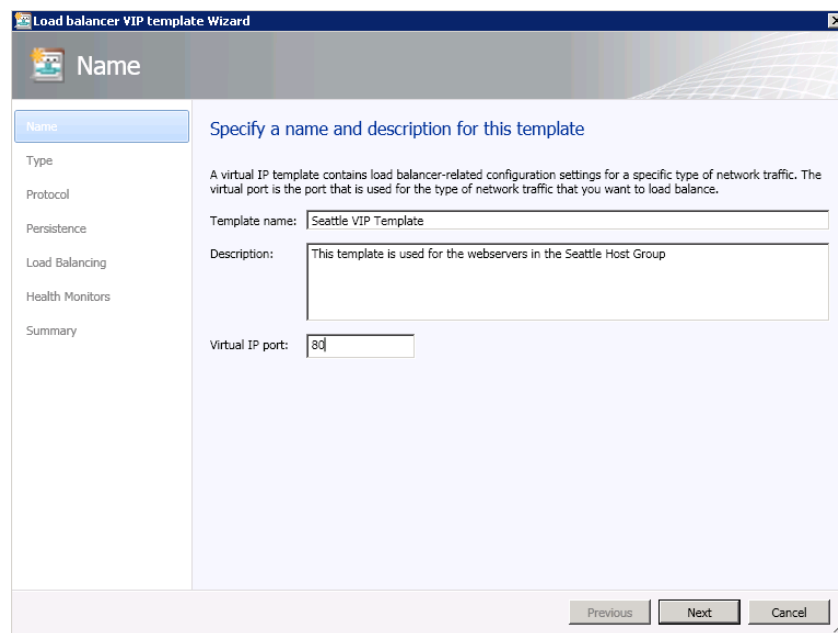 Load balancer VIP template Wizard
Name
Name
Type
Protocol
Persistence
Load Balancing
Health Monitors
Summary
Specify a name and description for this template
A virtual IP template contains load balancer-related configuration settings for a specific type of network traffic. The
virtual port is the port that is used for the type of network traffic that you want to load balance.
Template name: Seattle VIP Template
Description: This template is used for the webservers in the Seattle Host Group
Virtual IP port: 80
Previous Next Cancel